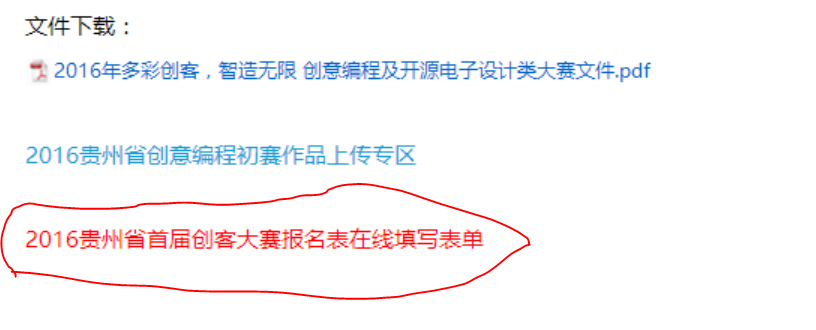 文件下载：
2016年多彩创客，智造无限 创意编程及开源电子设计类大赛文件.pdf
2016贵州省创意编程初赛作品上传专区
2016贵州省首届创客大赛报名表在线填写表单